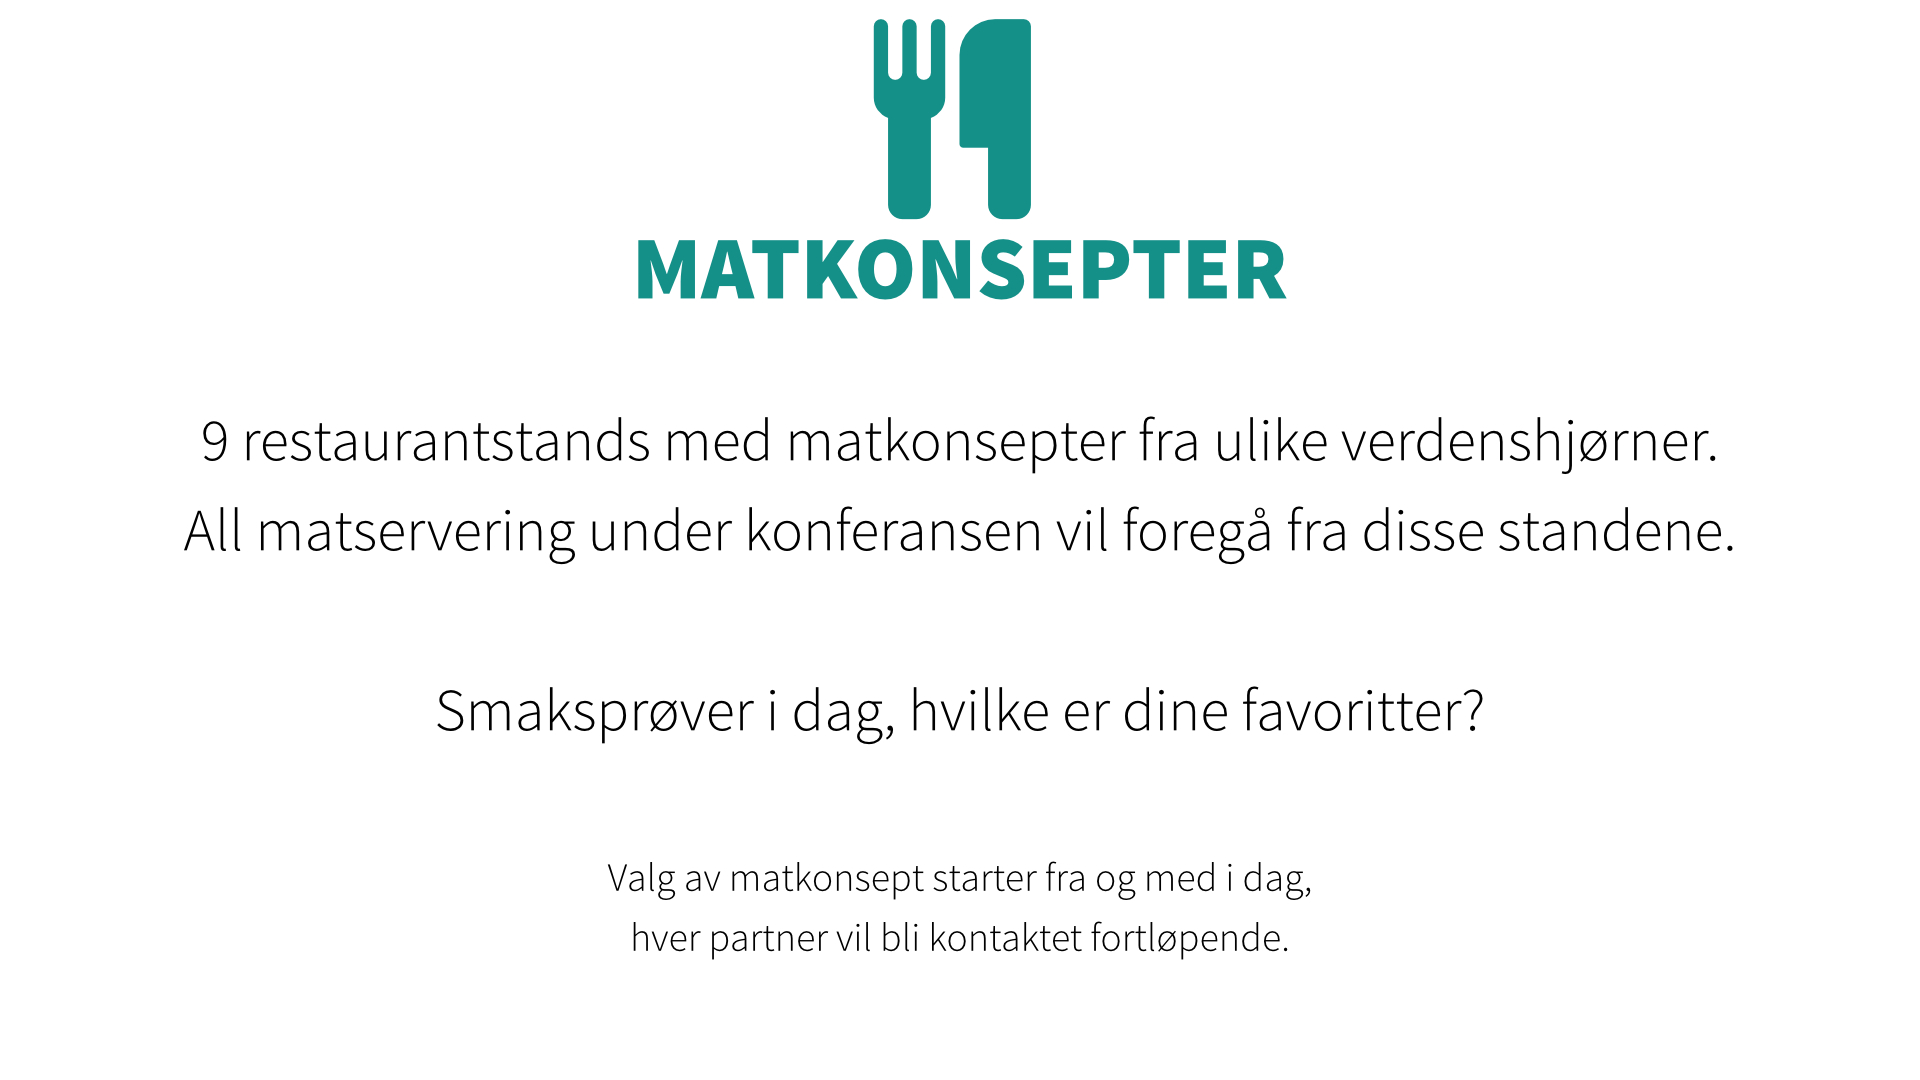 MATKONSEPTER
9 restaurantstands med matkonsepter fra ulike verdenshjørner.
All matservering under konferansen vil foregå fra disse standene.
Smaksprøver i dag, hvilke er dine favoritter?
Valg av matkonsept starter fra og med i dag,
hver partner vil bli kontaktet fortløpende.